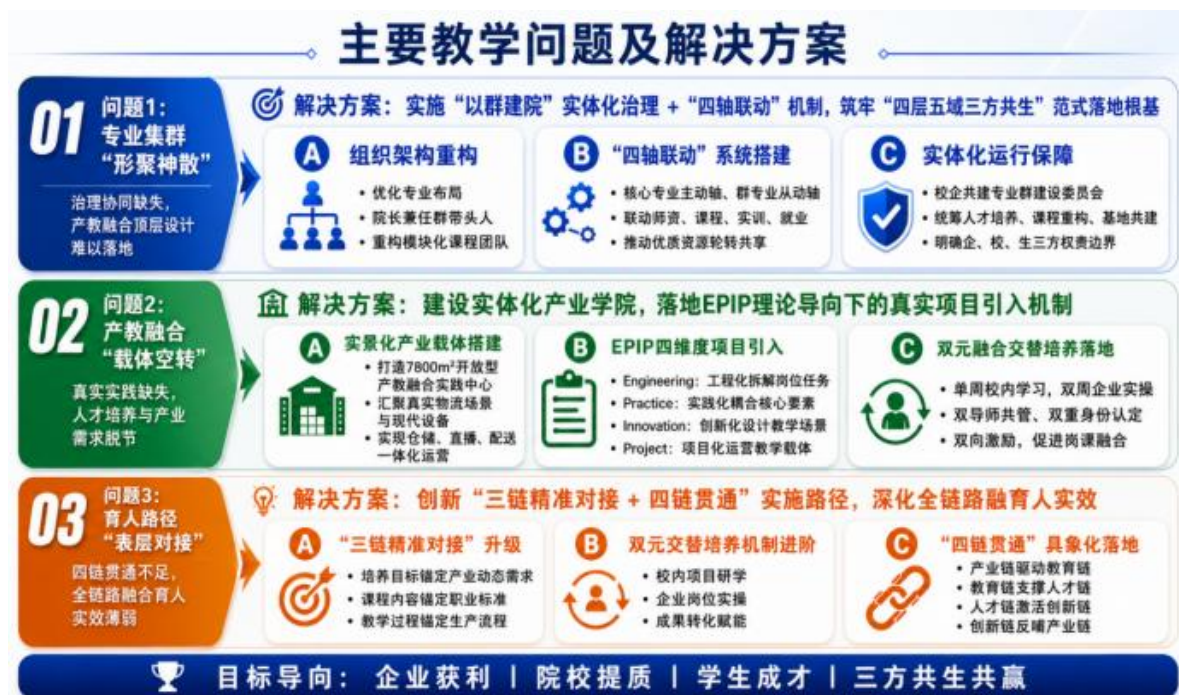 主要教学问题及解决方案
01
问题1:
专业集群
“形聚神散”
治理协同缺失,
产教融合顶层设计
难以落地
解决方案:实施“以群建院”实体化治理 + “四轴联动”机制,筑牢“四层五域三方共生”范式落地根基
A 组织架构重构
• 优化专业布局
• 院长兼任群带头人
• 重构模块化课程团队
B “四轴联动”系统搭建
• 核心专业主动轴、群专业从动轴
• 联动师资、课程、实训、就业
• 推动优质资源轮转共享
C 实体化运行保障
• 校企共建专业群建设委员会
• 统筹人才培养、课程重构、基地共建
• 明确企、校、生三方权责边界
02
问题2:
产教融合
“载体空转”
真实实践缺失,
人才培养与产业
需求脱节
解决方案:建设实体化产业学院,落地EPIP理论导向下的真实项目引入机制
A 实景化产业载体搭建
• 打造7800m²开放型
产教融合实践中心
• 汇聚真实物流场景
与现代设备
• 实现仓储、直播、配送
一体化运营
B EPIP四维度项目引入
• Engineering:工程化拆解岗位任务
• Practice:实践化耦合核心要素
• Innovation:创新化设计教学场景
• Project:项目化运营教学载体
C 双元融合交替培养落地
• 单周校内学习,双周企业实操
• 双导师共管、双重身份认定
• 双向激励,促进岗课融合
03
问题3:
育人路径
“表层对接”
四链贯通不足,
全链路融合育人
实效薄弱
解决方案:创新“三链精准对接 + 四链贯通”实施路径,深化全链路融育人实效
A “三链精准对接”升级
• 培养目标锚定产业动态需求
• 课程内容锚定职业标准
• 教学过程锚定生产流程
B 双元交替培养机制进阶
• 校内项目研学
• 企业岗位实操
• 成果转化赋能
C “四链贯通”具象化落地
• 产业链驱动教育链
• 教育链支撑人才链
• 人才链激活创新链
• 创新链反哺产业链
目标导向: 企业获利 | 院校提质 | 学生成才 | 三方共生共赢